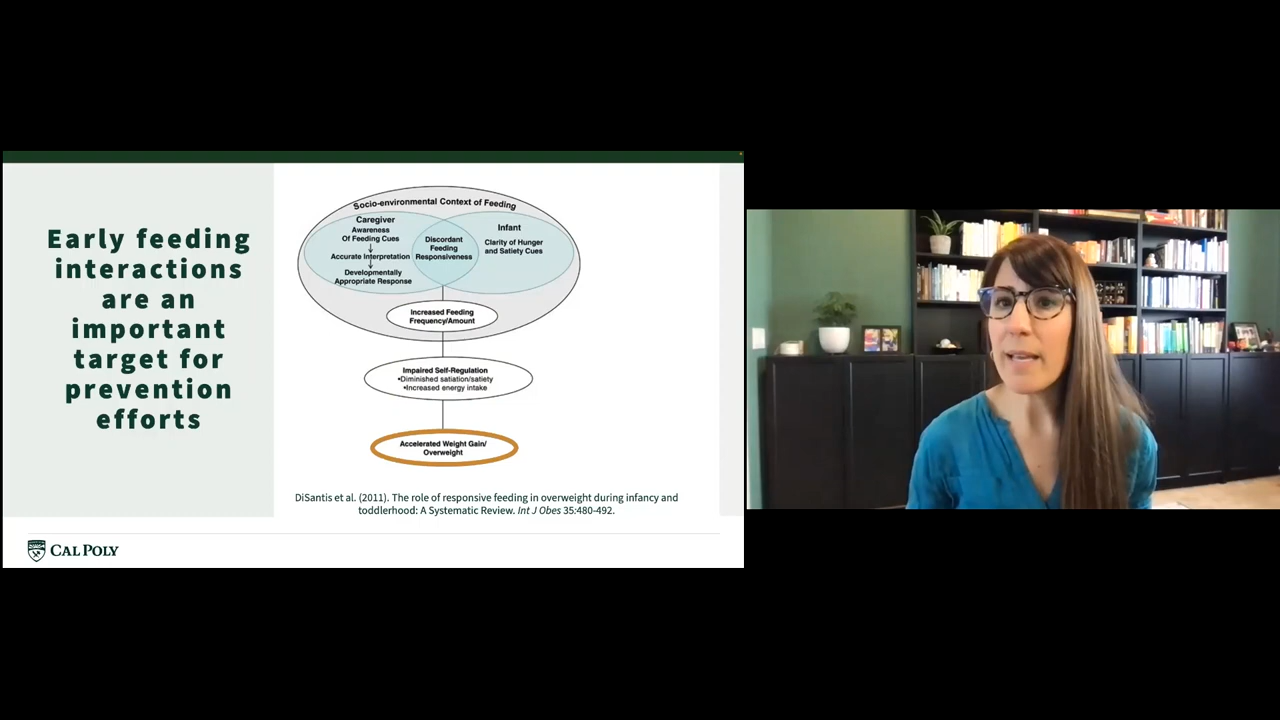 Early feeding
interactions
are an
important
target for
prevention
efforts
Socio-environmental Context of Feeding
Caregiver
Awareness
Of Feeding Cues
Accurate Interpretation
Developmentally
Appropriate Response
Discordant
Feeding
Responsiveness
Infant
Clarity of Hunger
and Satiety Cues
Increased Feeding
Frequency/Amount
Impaired Self-Regulation
•Diminished satiation/satiety
•Increased energy intake
Accelerated Weight Gain/
Overweight
DiSantis et al. (2011). The role of responsive feeding in overweight during infancy and
toddlerhood: A Systematic Review. Int J Obes 35:480-492.
CAL POLY